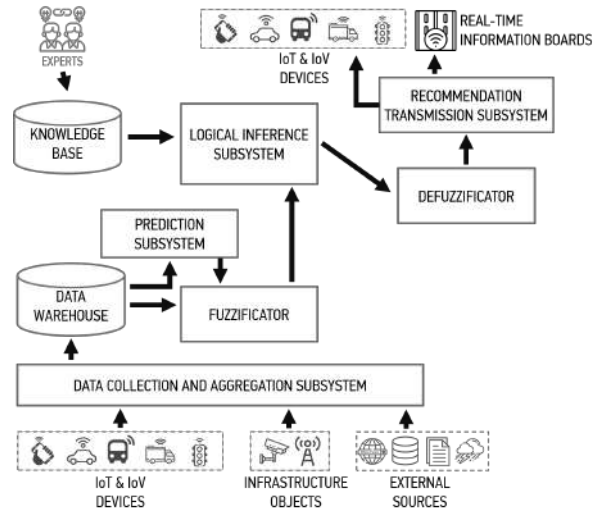 EXPERTS
IoT & IoV
DEVICES
REAL-TIME
INFORMATION BOARDS
KNOWLEDGE
BASE
LOGICAL INFERENCE
SUBSYSTEM
RECOMMENDATION
TRANSMISSION SUBSYSTEM
DEFUZZIFICATOR
PREDICTION
SUBSYSTEM
DATA
WAREHOUSE
FUZZIFICATOR
DATA COLLECTION AND AGGREGATION SUBSYSTEM
IoT & IoV
DEVICES
INFRASTRUCTURE
OBJECTS
EXTERNAL
SOURCES